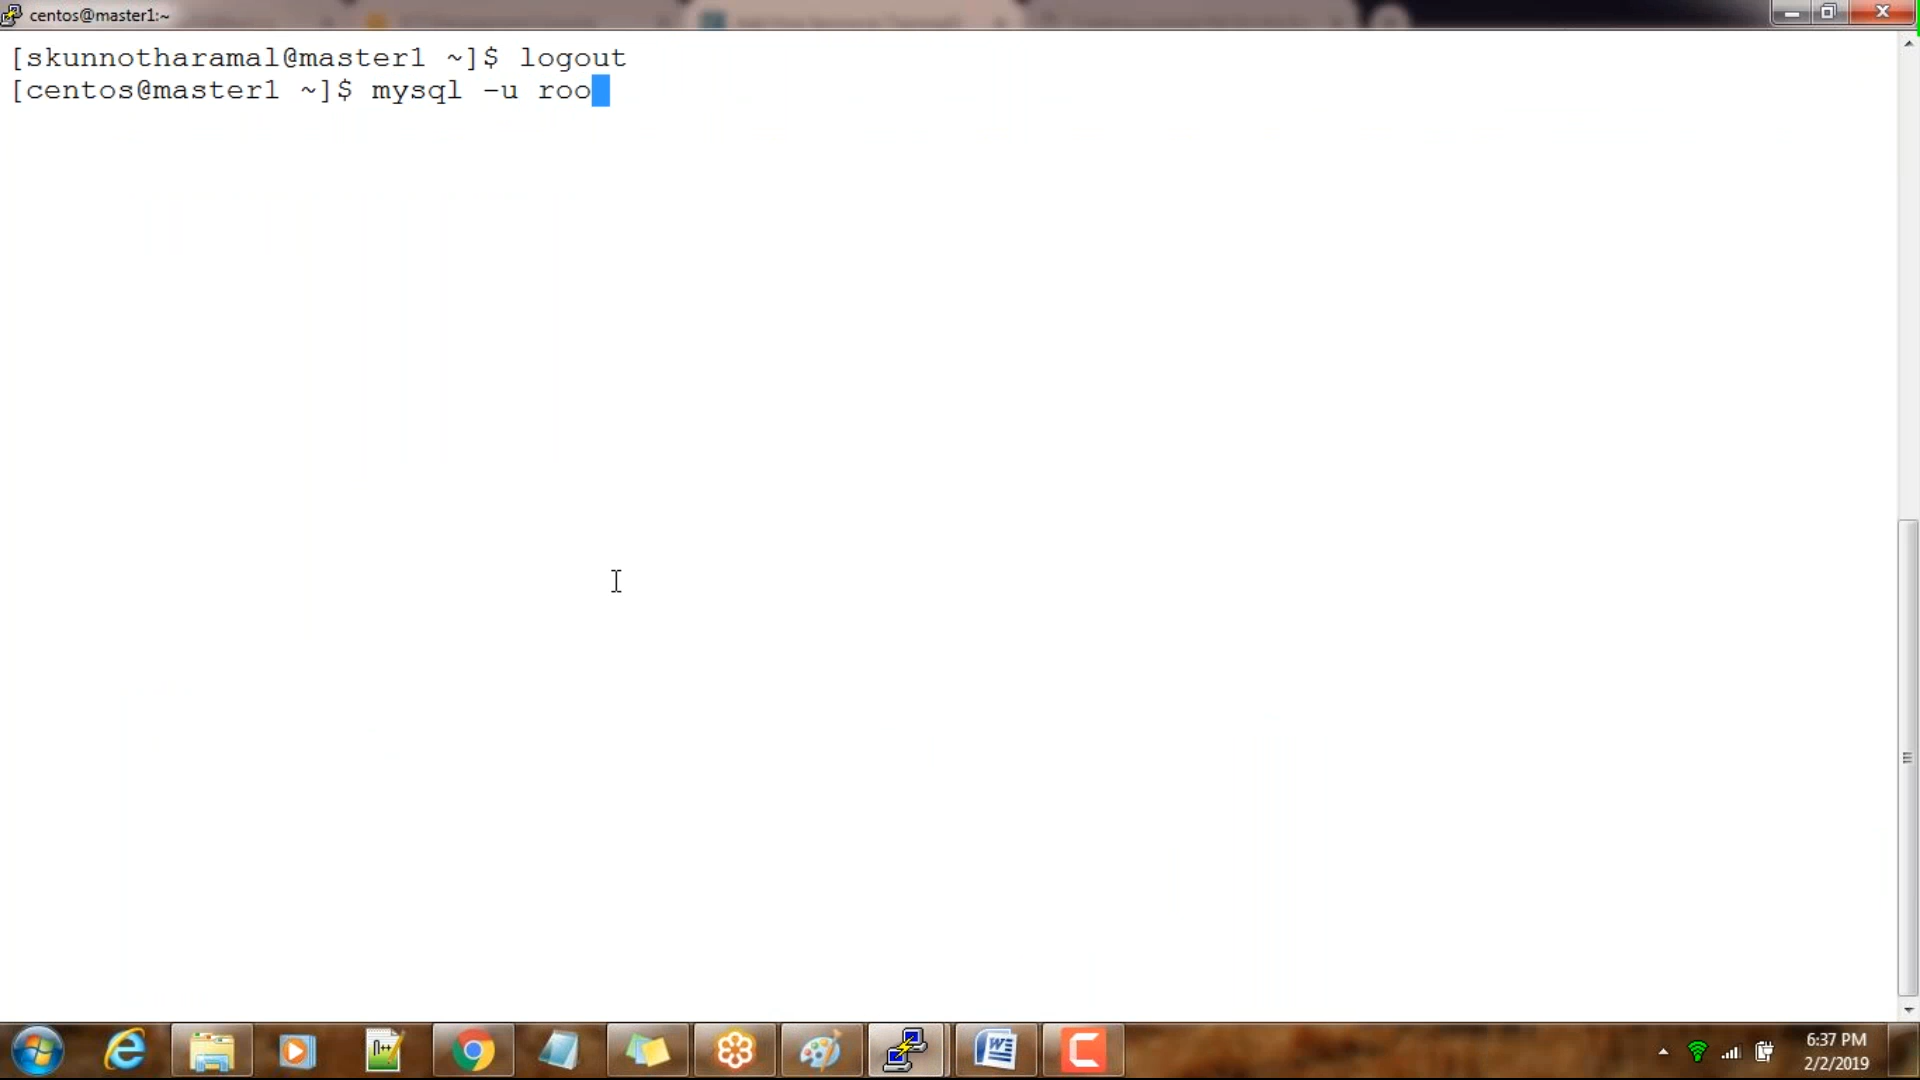 centos@master1:~
[skunnotharamal@master1 ~]$ logout
[centos@master1 ~]$ mysql -u roo
6:37 PM
2/2/2019